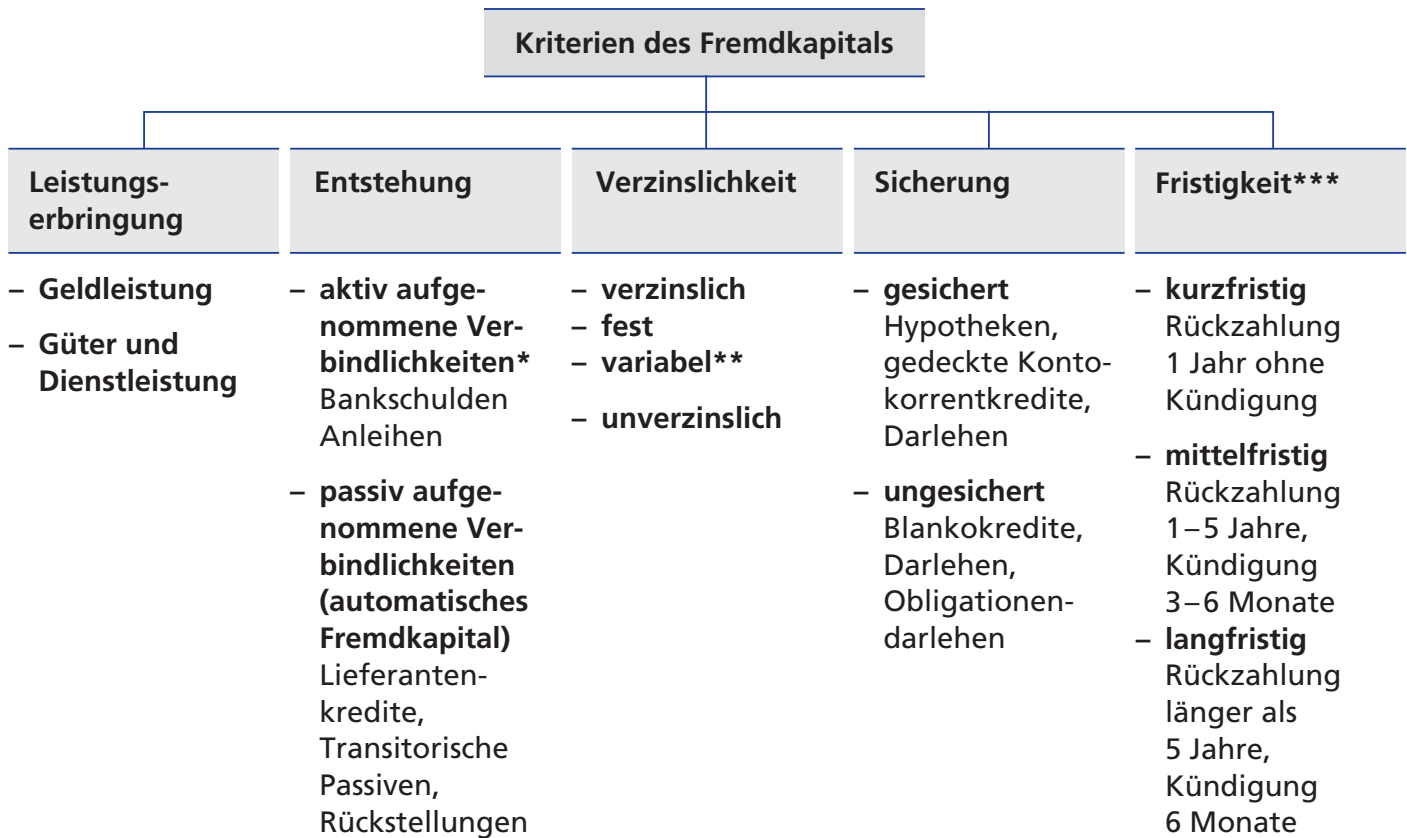 Kriterien des Fremdkapitals
Leistungs-
erbringung
– Geldleistung
– Güter und
Dienstleistung
Entstehung
– aktiv aufge-
nommene Ver-
bindlichkeiten*
Bankschulden
Anleihen
– passiv aufge-
nommene Ver-
bindlichkeiten
(automatisches
Fremdkapital)
Lieferanten-
kredite,
Transitorische
Passiven,
Rückstellungen
Verzinslichkeit
– verzinslich
– fest
– variabel**
– unverzinslich
Sicherung
– gesichert
Hypotheken,
gedeckte Konto-
korrentkredite,
Darlehen
– ungesichert
Blankokredite,
Darlehen,
Obligationen-
darlehen
Fristigkeit***
– kurzfristig
Rückzahlung
1 Jahr ohne
Kündigung
– mittelfristig
Rückzahlung
1–5 Jahre,
Kündigung
3–6 Monate
– langfristig
Rückzahlung
länger als
5 Jahre,
Kündigung
6 Monate